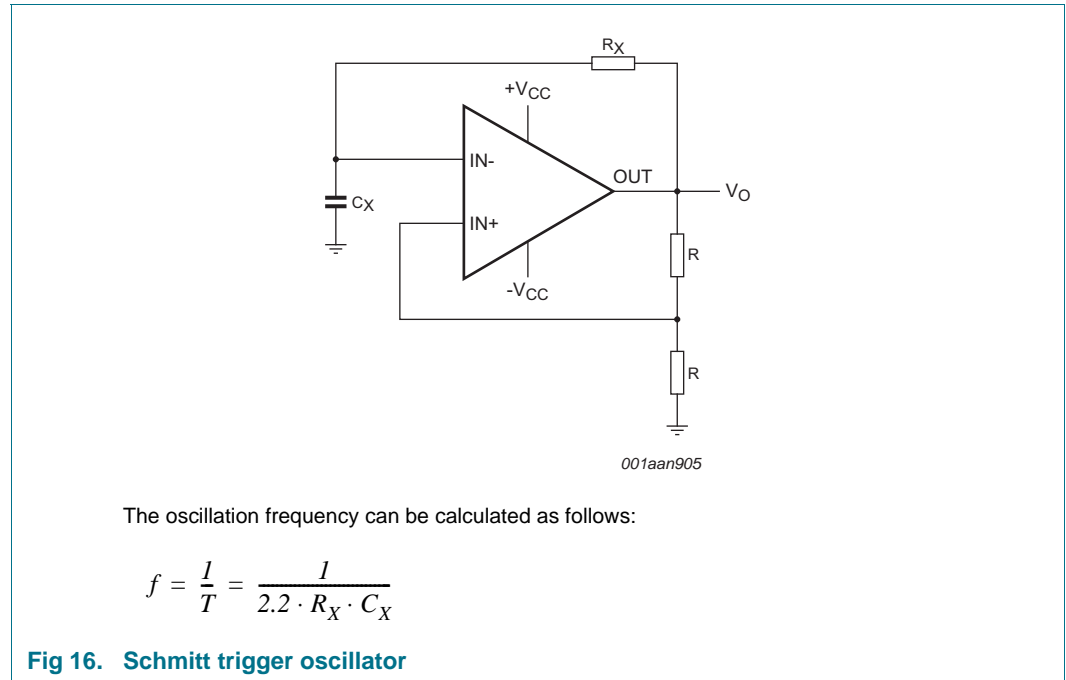 RX
+VCC
IN-
OUT
VO
CX
IN+
R
-VCC
R
001aan905
The oscillation frequency can be calculated as follows:
f = 1/T = 1/(2.2 · RX · CX)
Fig 16. Schmitt trigger oscillator